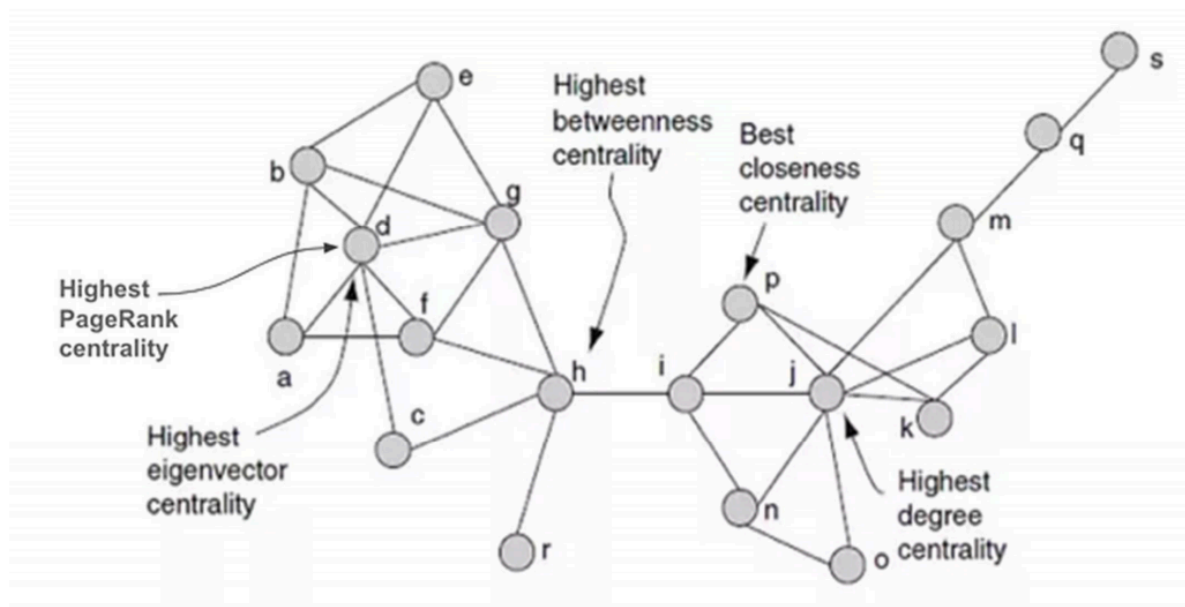 s
e
Highest
betweenness
centrality
q
Best
closeness
centrality
b
g
m
d
p
Highest
PageRank
centrality
f
l
a
h
i
j
c
k
Highest
eigenvector
centrality
Highest
degree
centrality
n
r
o